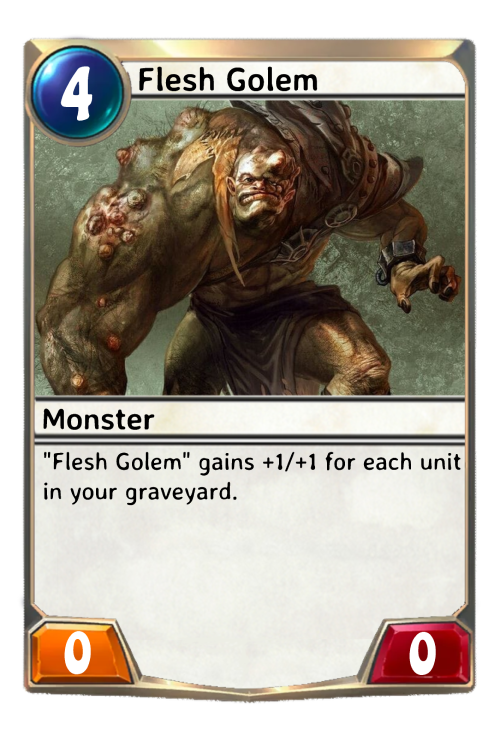 4
Flesh Golem
Monster
"Flesh Golem" gains +1/+1 for each unit
in your graveyard.
0
0